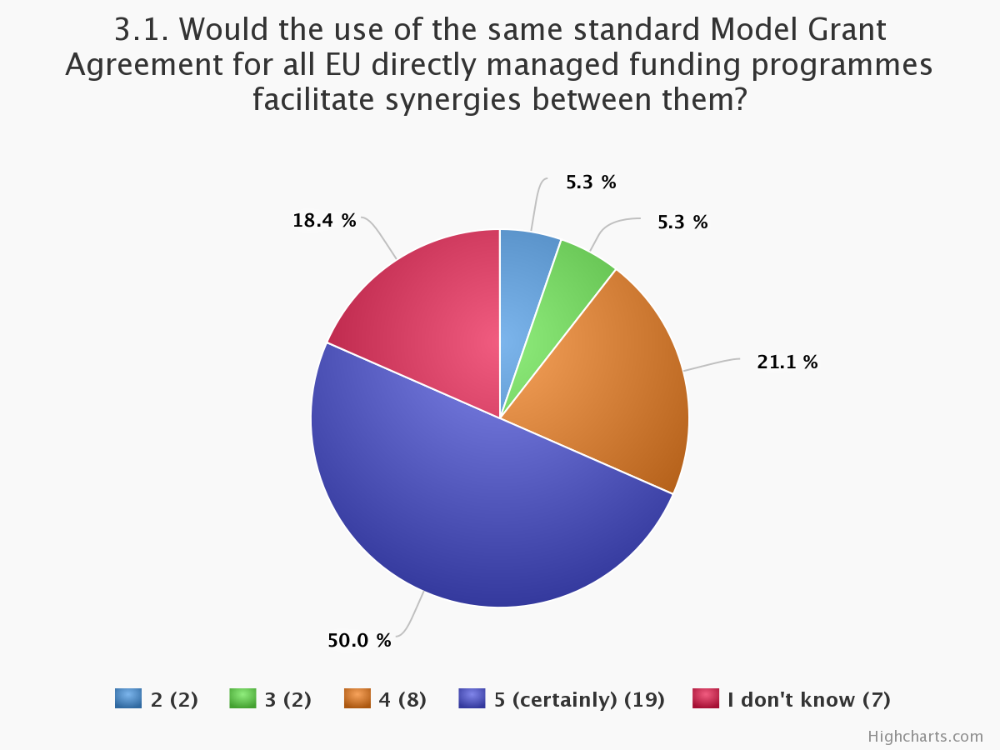 3.1. Would the use of the same standard Model Grant
Agreement for all EU directly managed funding programmes
facilitate synergies between them?
5.3 %
18.4 %
5.3 %
21.1 %
50.0 %
2 (2)
3 (2)
4 (8)
5 (certainly) (19)
I don't know (7)
Highcharts.com